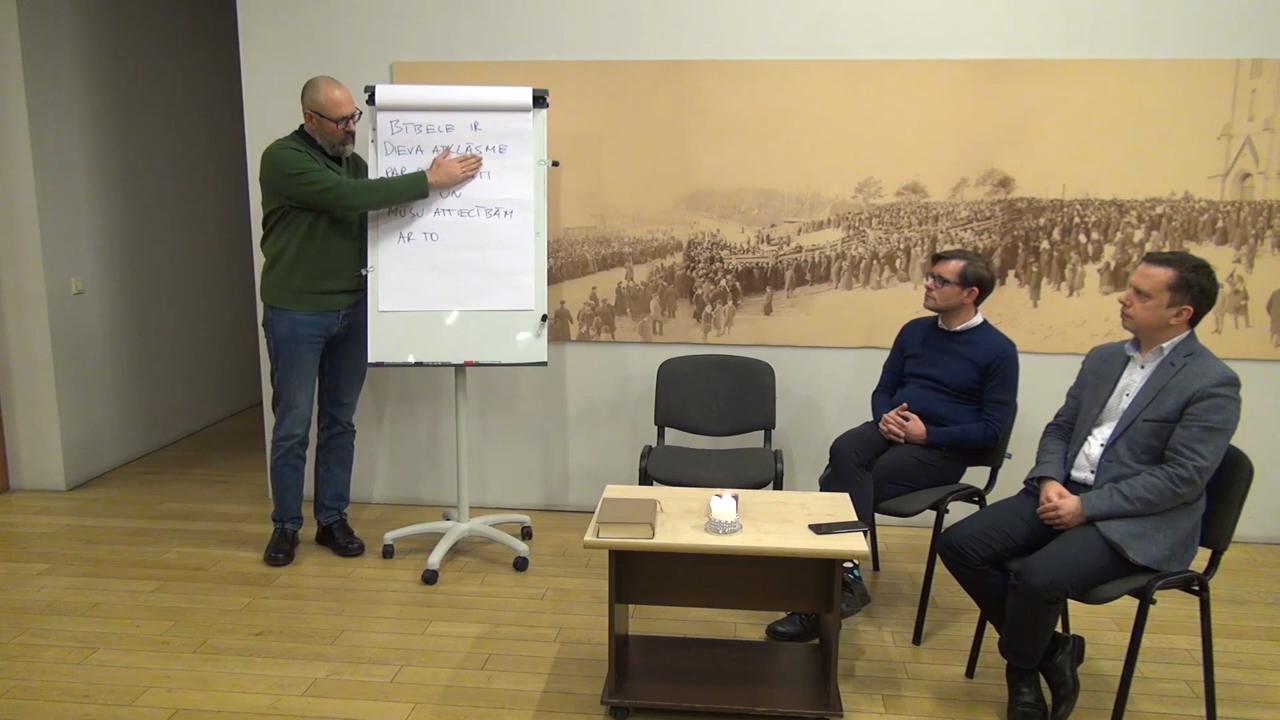 BĪBELE IR
DIEVA ATKLĀSME
PAR
UN
MŪSU ATTIECĪBĀM
AR TO